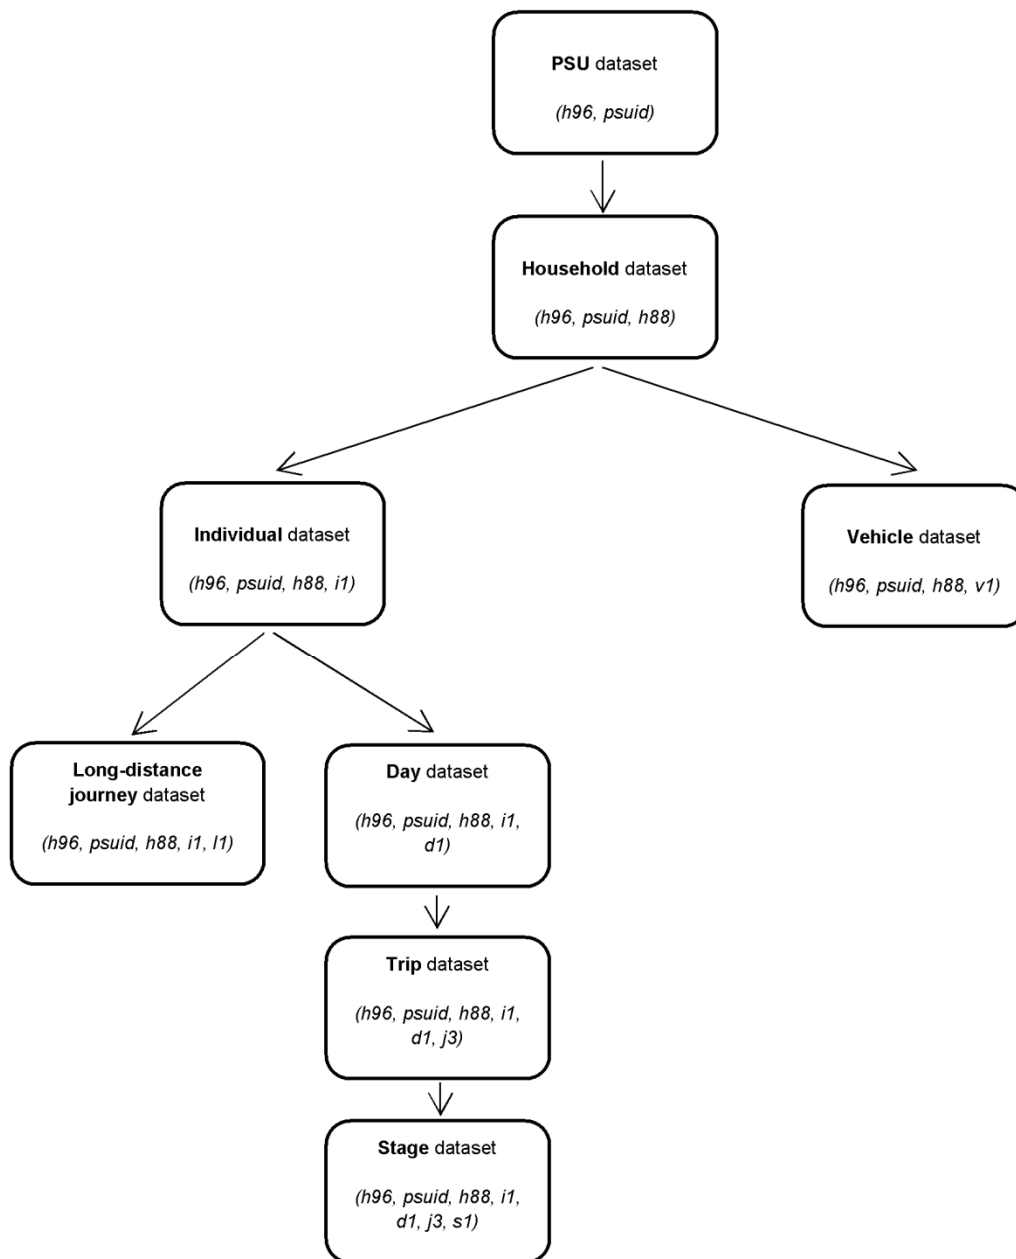 PSU dataset
(h96, psuid)
Household dataset
(h96, psuid, h88)
Individual dataset
(h96, psuid, h88, i1)
Vehicle dataset
(h96, psuid, h88, v1)
Long-distance
journey dataset
(h96, psuid, h88, i1, l1)
Day dataset
(h96, psuid, h88, i1,
d1)
Trip dataset
(h96, psuid, h88, i1,
d1, j3)
Stage dataset
(h96, psuid, h88, i1,
d1, j3, s1)